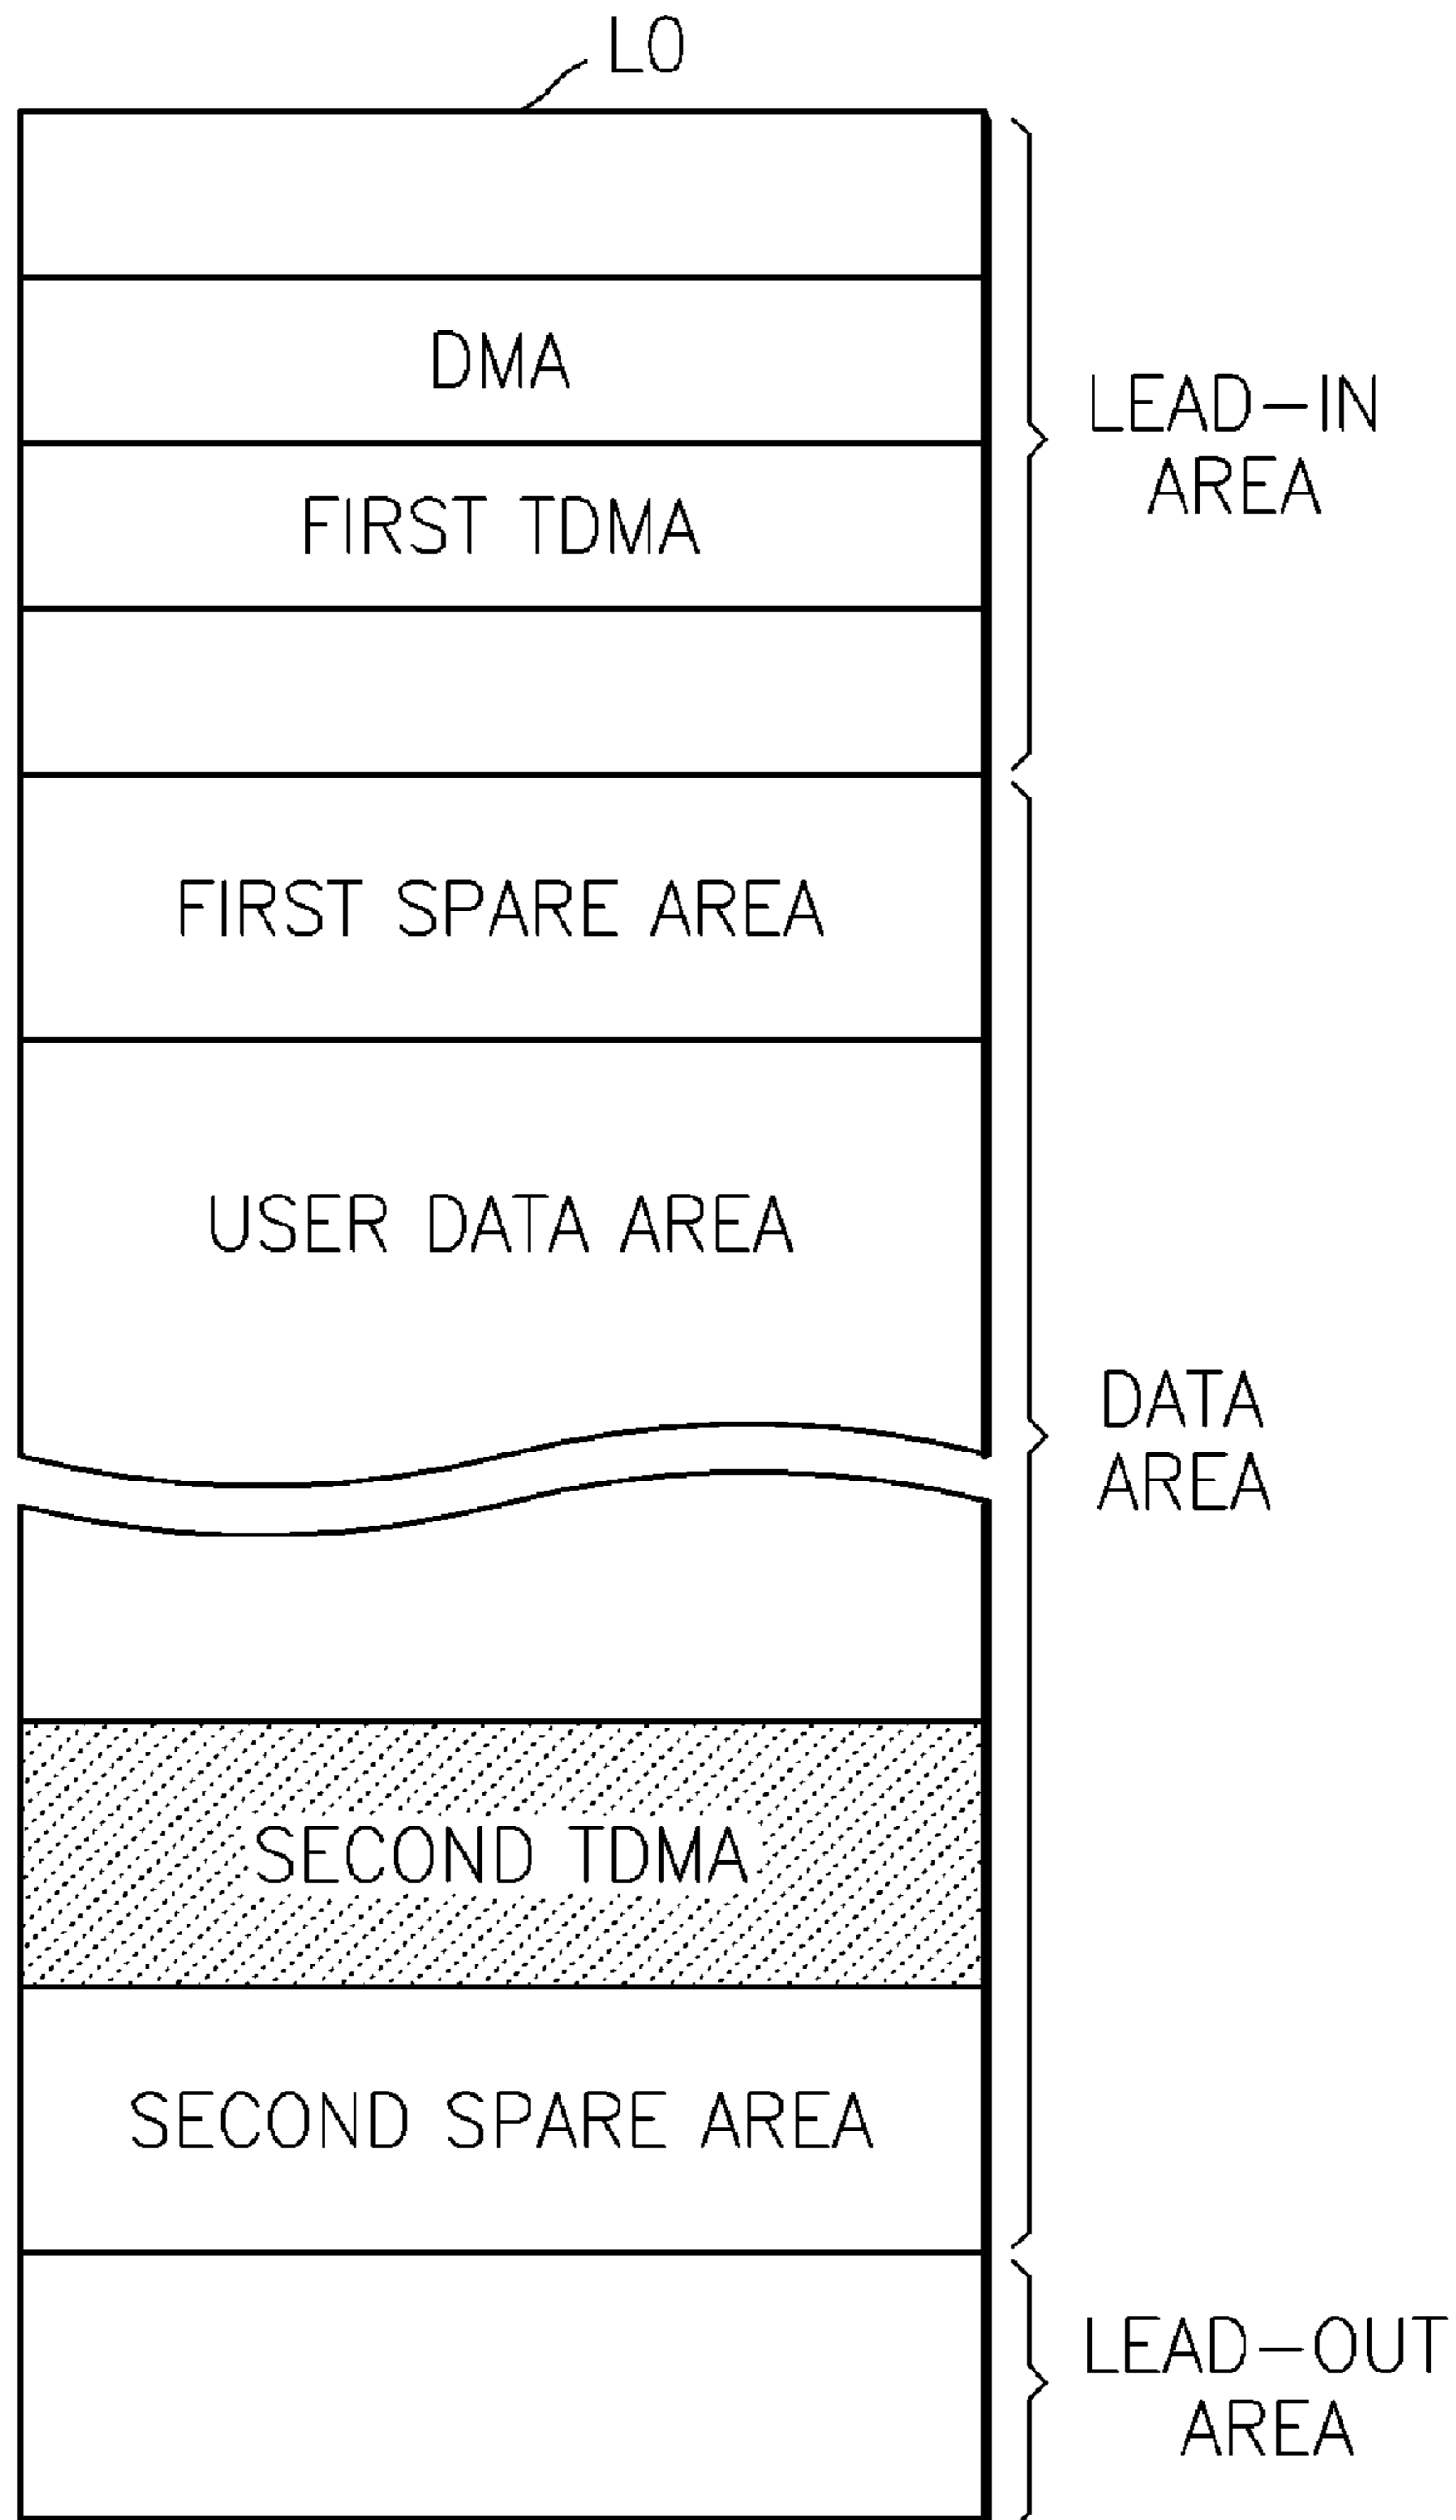 L0
DMA
LEAD-IN
AREA
FIRST TDMA
FIRST SPARE AREA
USER DATA AREA
DATA
AREA
SECOND TDMA
SECOND SPARE AREA
LEAD-OUT
AREA